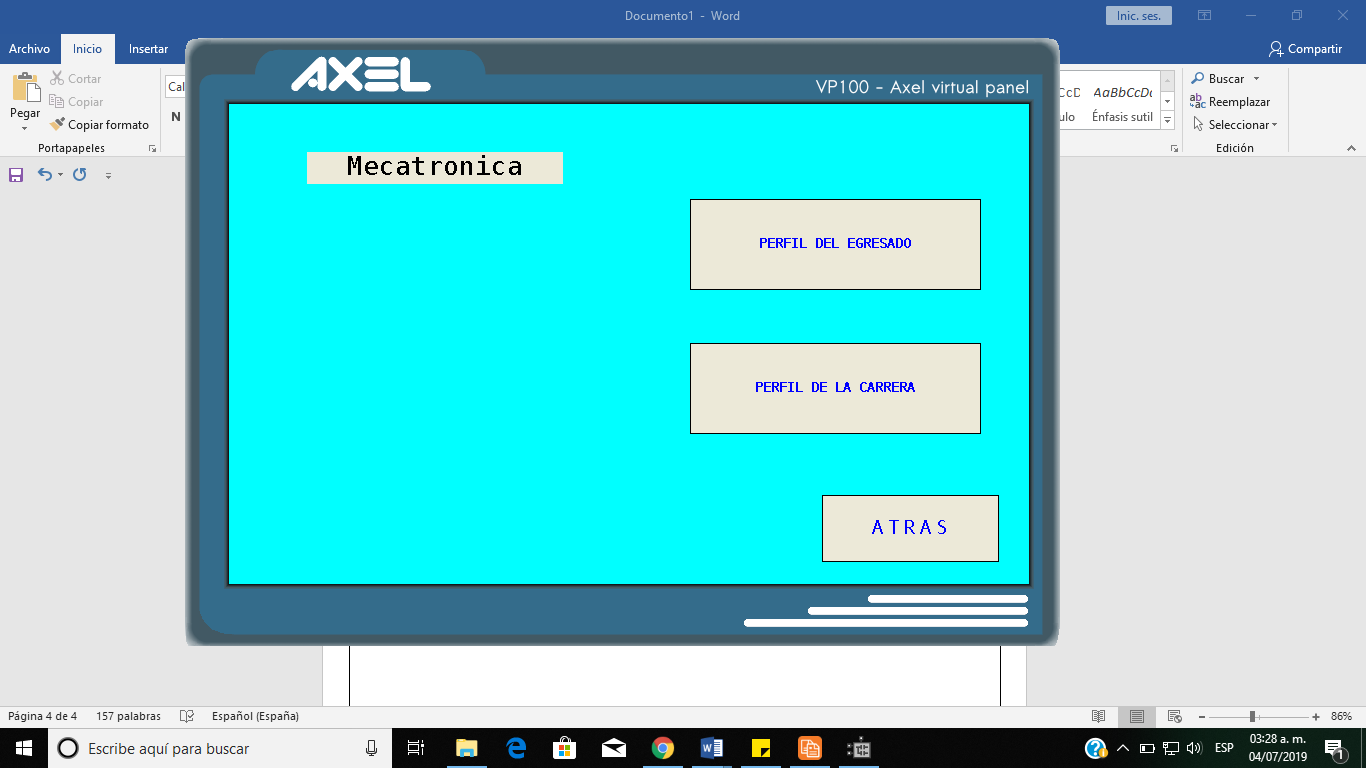 Documento1 - Word
Inic. ses.
Archivo
Inicio
Insertar
Compartir
Pegar
Cortar
Copiar
Copiar formato
Portapapeles
Cal
N
AXEL
VP100 - Axel virtual panel
Mecatronica
PERFIL DEL EGRESADO
PERFIL DE LA CARRERA
ATRAS
AaBbCcDc
Énfasis sutil
Buscar
Reemplazar
Seleccionar
Edición
Página 4 de 4
157 palabras
Español (España)
86%
Escribe aquí para buscar
ESP
03:28 a. m.
04/07/2019
1